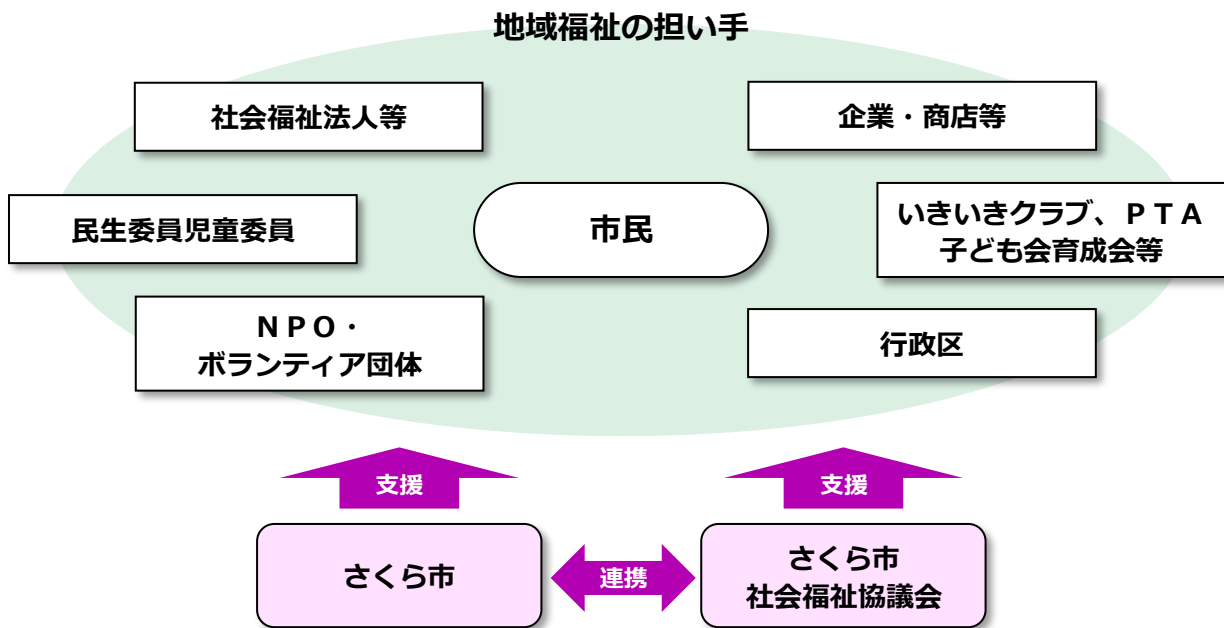 地域福祉の担い手
社会福祉法人等
企業・商店等
民生委員児童委員
市民
いきいきクラブ、ＰＴＡ
子ども会育成会等
ＮＰＯ・
ボランティア団体
行政区
支援
支援
さくら市
連携
さくら市
社会福祉協議会